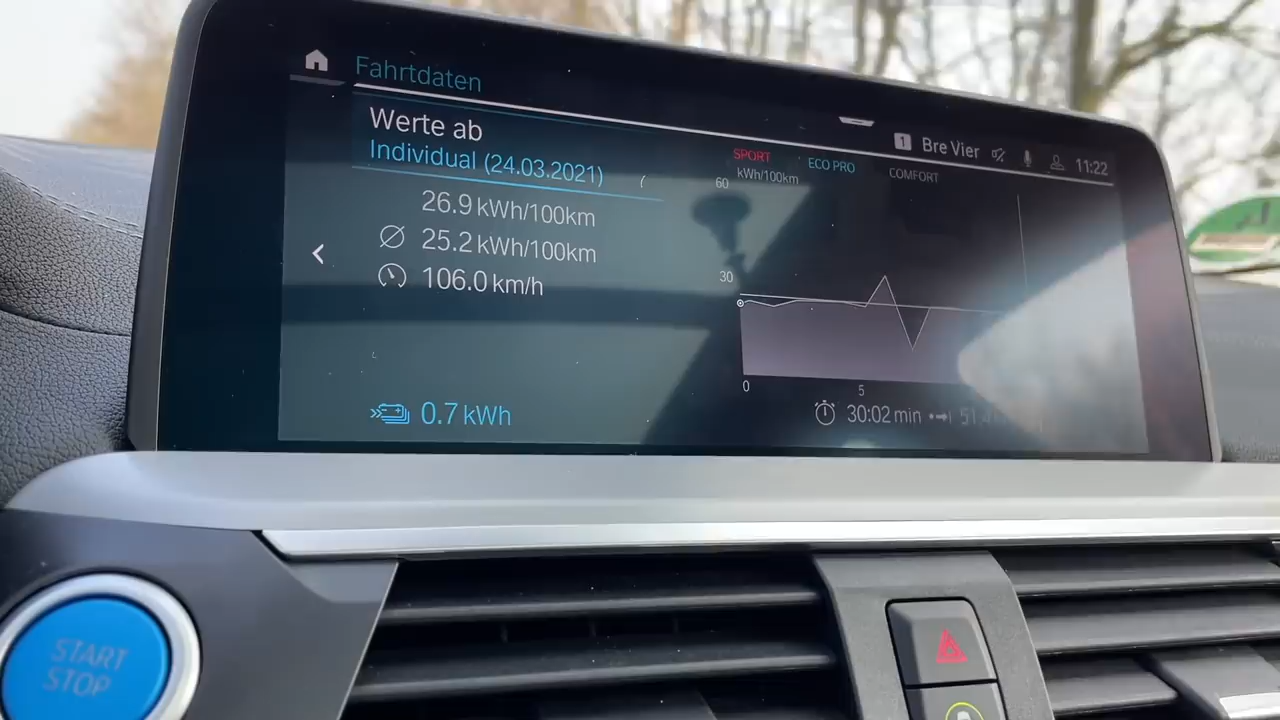 Fahrtdaten
1 Bre Vier 11:22
Werte ab
Individual (24.03.2021)
26.9 kWh/100km
Ø 25.2 kWh/100km
106.0 km/h
0.7 kWh
SPORT ECO PRO COMFORT
kWh/100km
60
30
0 5
30:02 min
START
STOP